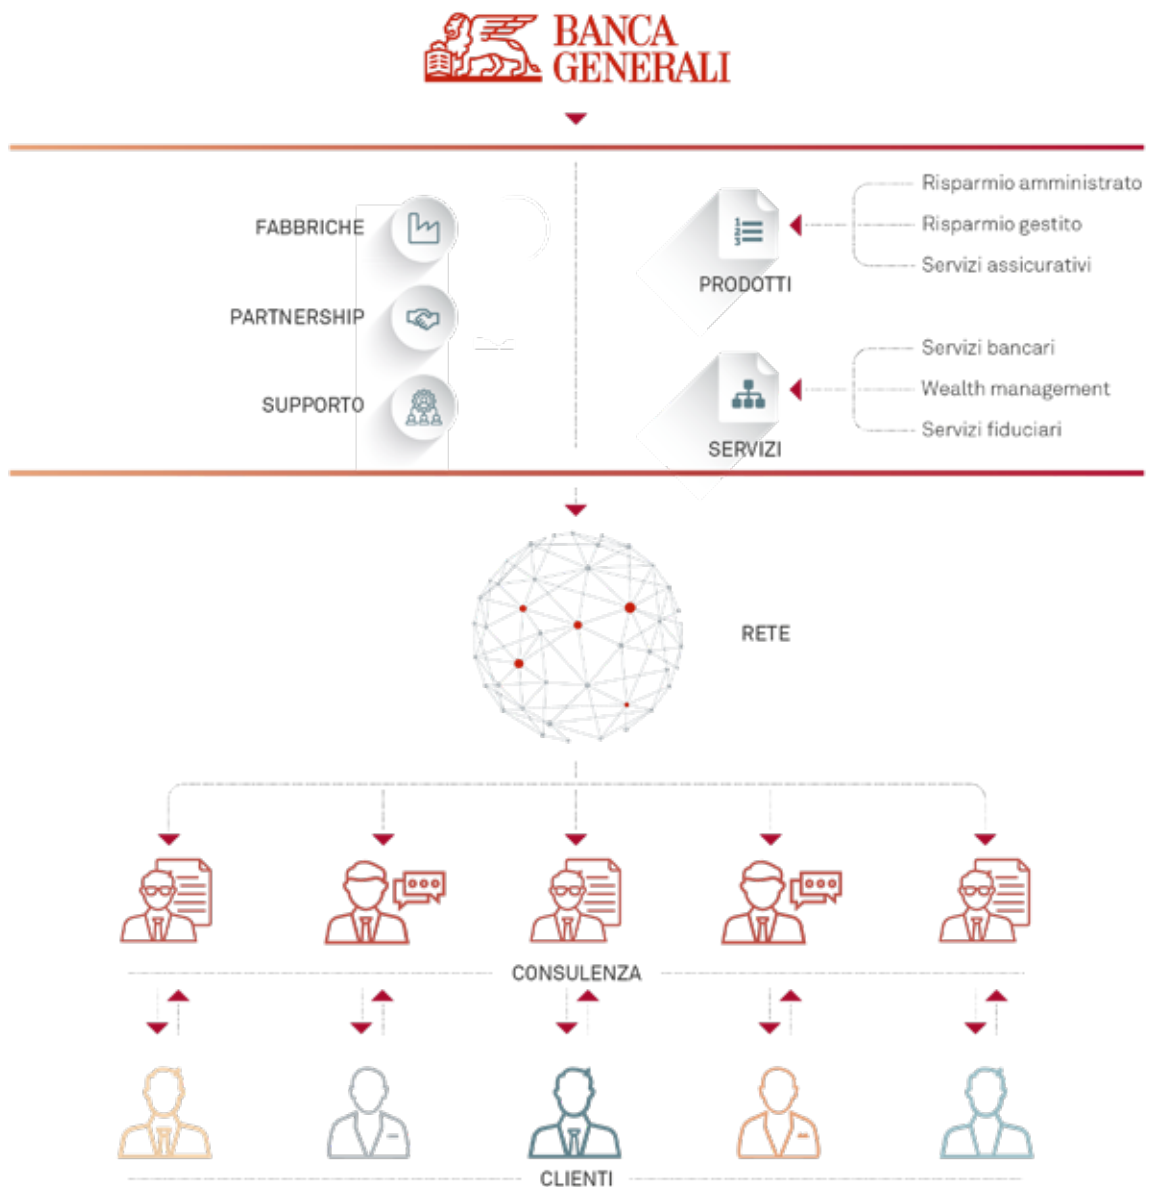 BANCA
GENERALI
FABBRICHE
PARTNERSHIP
SUPPORTO
PRODOTTI
Risparmio amministrato
Risparmio gestito
Servizi assicurativi
SERVIZI
Servizi bancari
Wealth management
Servizi fiduciari
RETE
CONSULENZA
CLIENTI